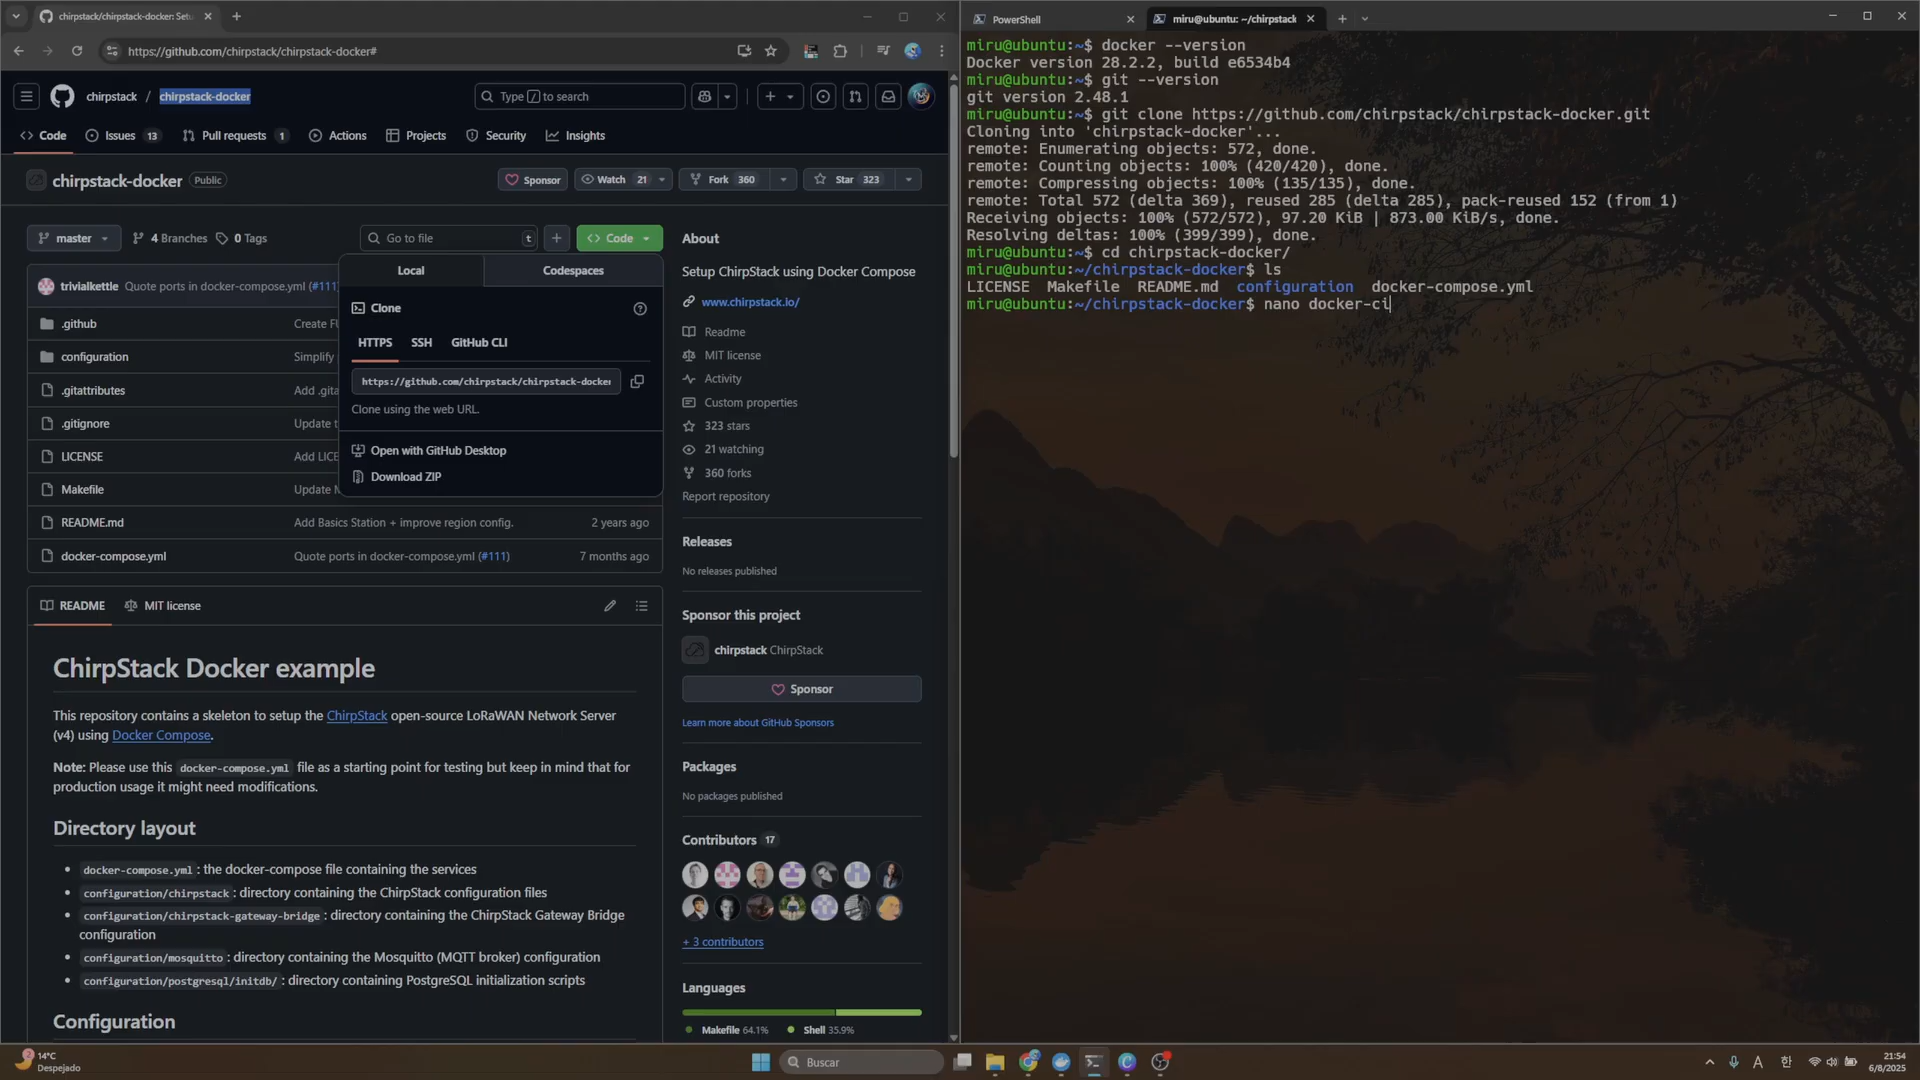 chirpstack/chirpstack-docker: Setu
https://github.com/chirpstack/chirpstack-docker#
chirpstack / chirpstack-docker
Type / to search
Code
Issues 13
Pull requests 1
Actions
Projects
Security
Insights
chirpstack-docker Public
Sponsor
Watch 21
Fork 360
Star 323
master
4 Branches
0 Tags
Go to file t
Code
Local
Codespaces
Clone
HTTPS
SSH
GitHub CLI
https://github.com/chirpstack/chirpstack-docker
Clone using the web URL.
Open with GitHub Desktop
Download ZIP
trivialkettle Quote ports in docker-compose.yml (#111)
.github Create FU
configuration Simplify
.gitattributes Add .gita
.gitignore Update t
LICENSE Add LICE
Makefile Update M
README.md Add Basics Station + improve region config. 2 years ago
docker-compose.yml Quote ports in docker-compose.yml (#111) 7 months ago
README
MIT license
ChirpStack Docker example
This repository contains a skeleton to setup the ChirpStack open-source LoRaWAN Network Server
(v4) using Docker Compose.
Note: Please use this docker-compose.yml file as a starting point for testing but keep in mind that for
production usage it might need modifications.
Directory layout
• docker-compose.yml : the docker-compose file containing the services
• configuration/chirpstack : directory containing the ChirpStack configuration files
• configuration/chirpstack-gateway-bridge : directory containing the ChirpStack Gateway Bridge
configuration
• configuration/mosquitto : directory containing the Mosquitto (MQTT broker) configuration
• configuration/postgresql/initdb/ : directory containing PostgreSQL initialization scripts
Configuration
About
Setup ChirpStack using Docker Compose
www.chirpstack.io/
Readme
MIT license
Activity
Custom properties
323 stars
21 watching
360 forks
Report repository
Releases
No releases published
Sponsor this project
chirpstack ChirpStack
Sponsor
Learn more about GitHub Sponsors
Packages
No packages published
Contributors 17
+ 3 contributors
Languages
Makefile 64.1%
Shell 35.9%
PowerShell
miru@ubuntu: ~/chirpstack
miru@ubuntu:~$ docker --version
Docker version 28.2.2, build e6534b4
miru@ubuntu:~$ git --version
git version 2.48.1
miru@ubuntu:~$ git clone https://github.com/chirpstack/chirpstack-docker.git
Cloning into 'chirpstack-docker'...
remote: Enumerating objects: 572, done.
remote: Counting objects: 100% (420/420), done.
remote: Compressing objects: 100% (135/135), done.
remote: Total 572 (delta 369), reused 285 (delta 285), pack-reused 152 (from 1)
Receiving objects: 100% (572/572), 97.20 KiB | 873.00 KiB/s, done.
Resolving deltas: 100% (399/399), done.
miru@ubuntu:~$ cd chirpstack-docker/
miru@ubuntu:~/chirpstack-docker$ ls
LICENSE Makefile README.md configuration docker-compose.yml
miru@ubuntu:~/chirpstack-docker$ nano docker-ci
14°C
Despejado
Buscar
A
한
21:54
6/8/2025